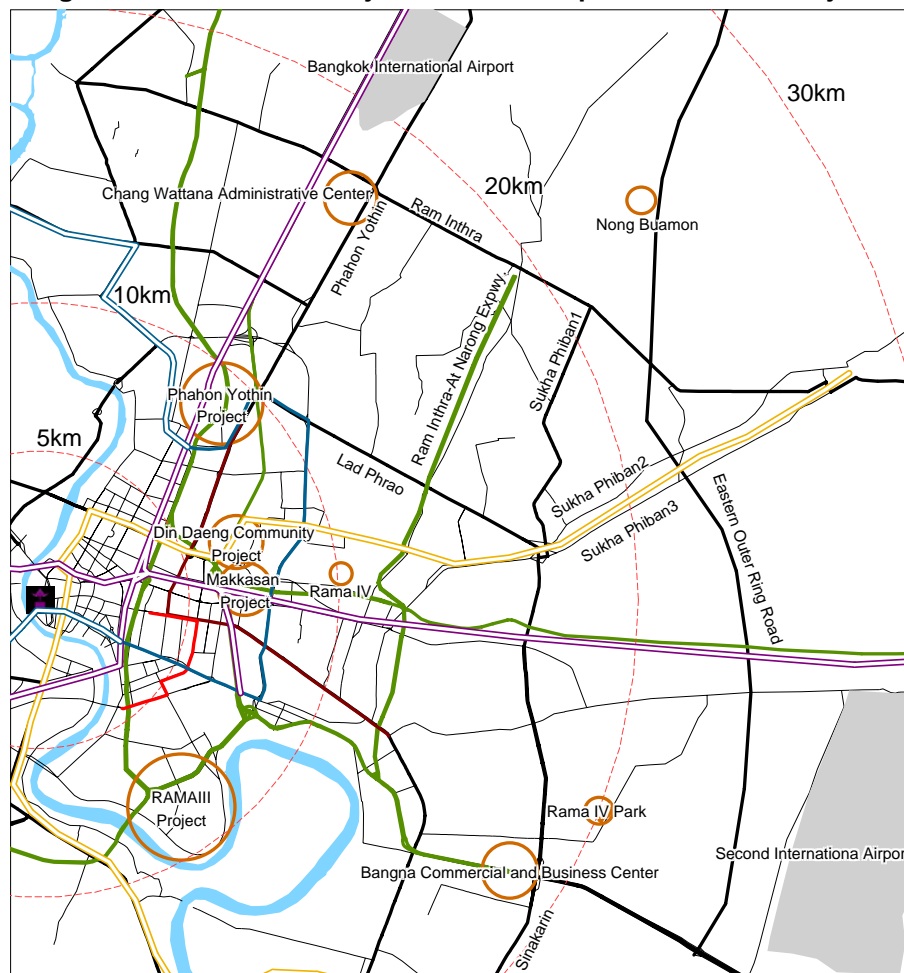 Bangkok International Airport
30km
20km
Chang Wattana Administrative Center
Ram Inthra
Nong Buamon
Phahon Yothin
10km
Ram Inthra-At Narong Expwy.
Sukha Phiban1
Phahon Yothin
Project
5km
Lad Phrao
Sukha Phiban2
Sukha Phiban3
Eastern Outer Ring Road
Din Daeng Community
Project
Makkasan
Project
Rama IV
RAMAIII
Project
Rama IV Park
Second Internationa Airpor
Bangna Commercial and Business Center
Sinakarin